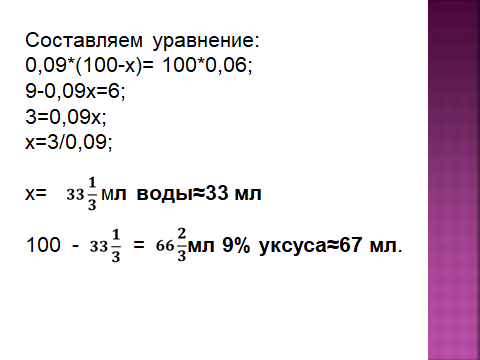 Составляем уравнение:
0,09*(100-х)= 100*0,06;
9-0,09х=6;
3=0,09х;
х=3/0,09;
х= 33 1/3 мл воды≈33 мл
100 - 33 1/3 = 66 2/3 мл 9% уксуса≈67 мл.